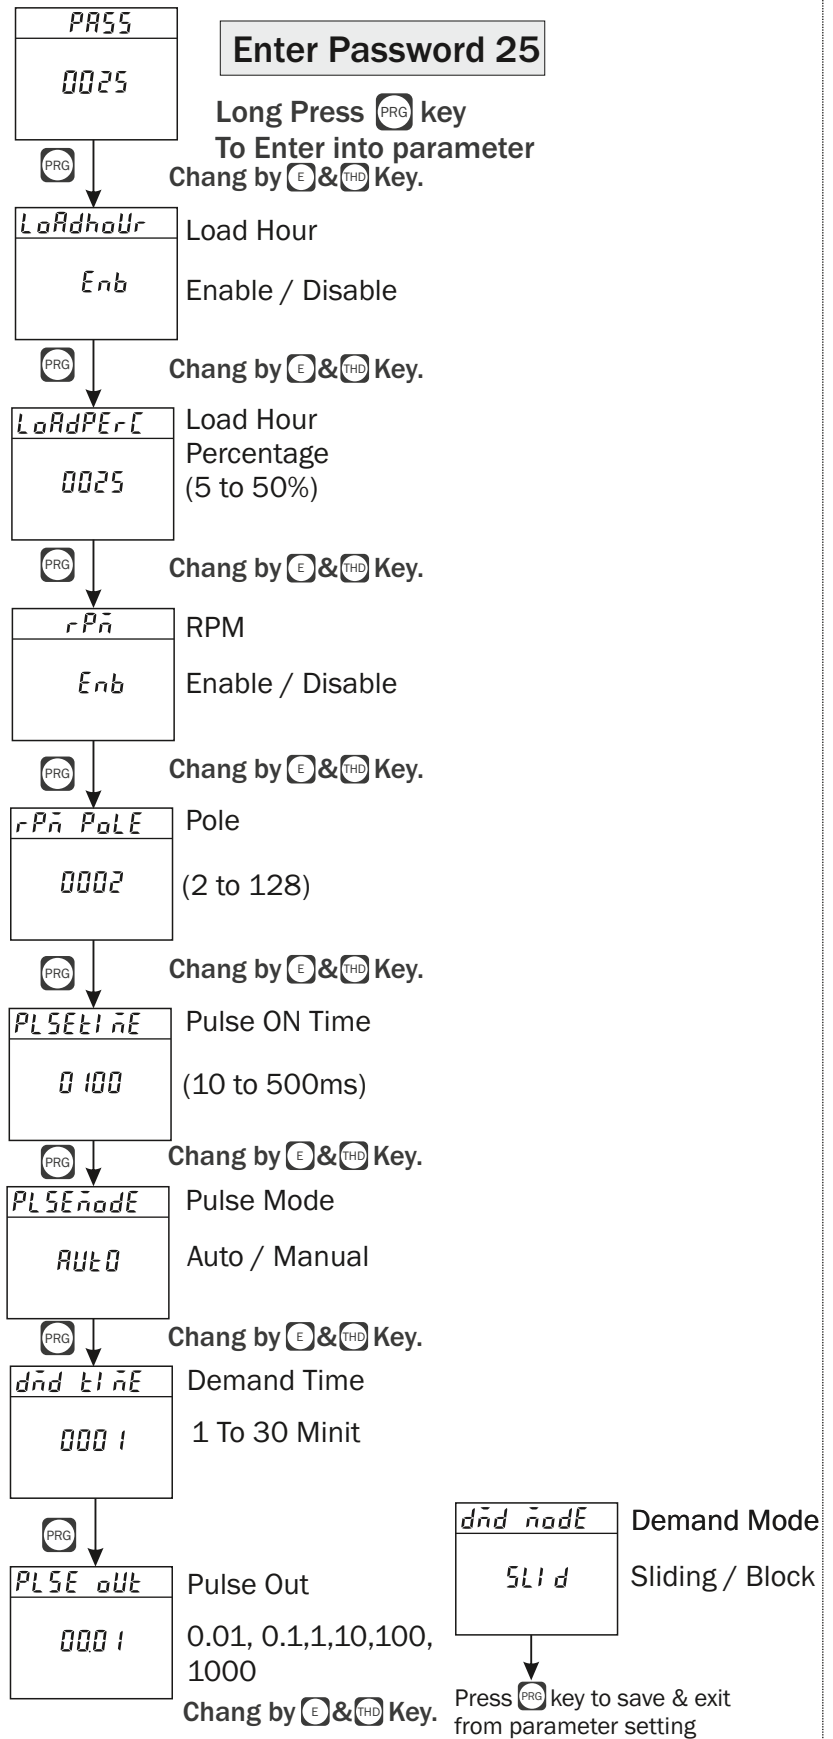 PASS
Enter Password 25
0025
Long Press PRG key
To Enter into parameter
PRG
Chang by E & THD Key.
LoAdhoUr
Load Hour
Enb
Enable / Disable
PRG
Chang by E & THD Key.
LoAdPErC
Load Hour
Percentage
0025
(5 to 50%)
PRG
Chang by E & THD Key.
rPm
RPM
Enb
Enable / Disable
PRG
Chang by E & THD Key.
rPm PoLE
Pole
0002
(2 to 128)
PRG
Chang by E & THD Key.
PLSEtImE
Pulse ON Time
0100
(10 to 500ms)
PRG
Chang by E & THD Key.
PLSEmodE
Pulse Mode
AUtO
Auto / Manual
PRG
Chang by E & THD Key.
dmd tImE
Demand Time
0001
1 To 30 Minit
PRG
PLSE oUt
Pulse Out
00.01
0.01, 0.1,1,10,100,
1000
Chang by E & THD Key.
dmd modE
Demand Mode
SLId
Sliding / Block
Press PRG key to save & exit
from parameter setting